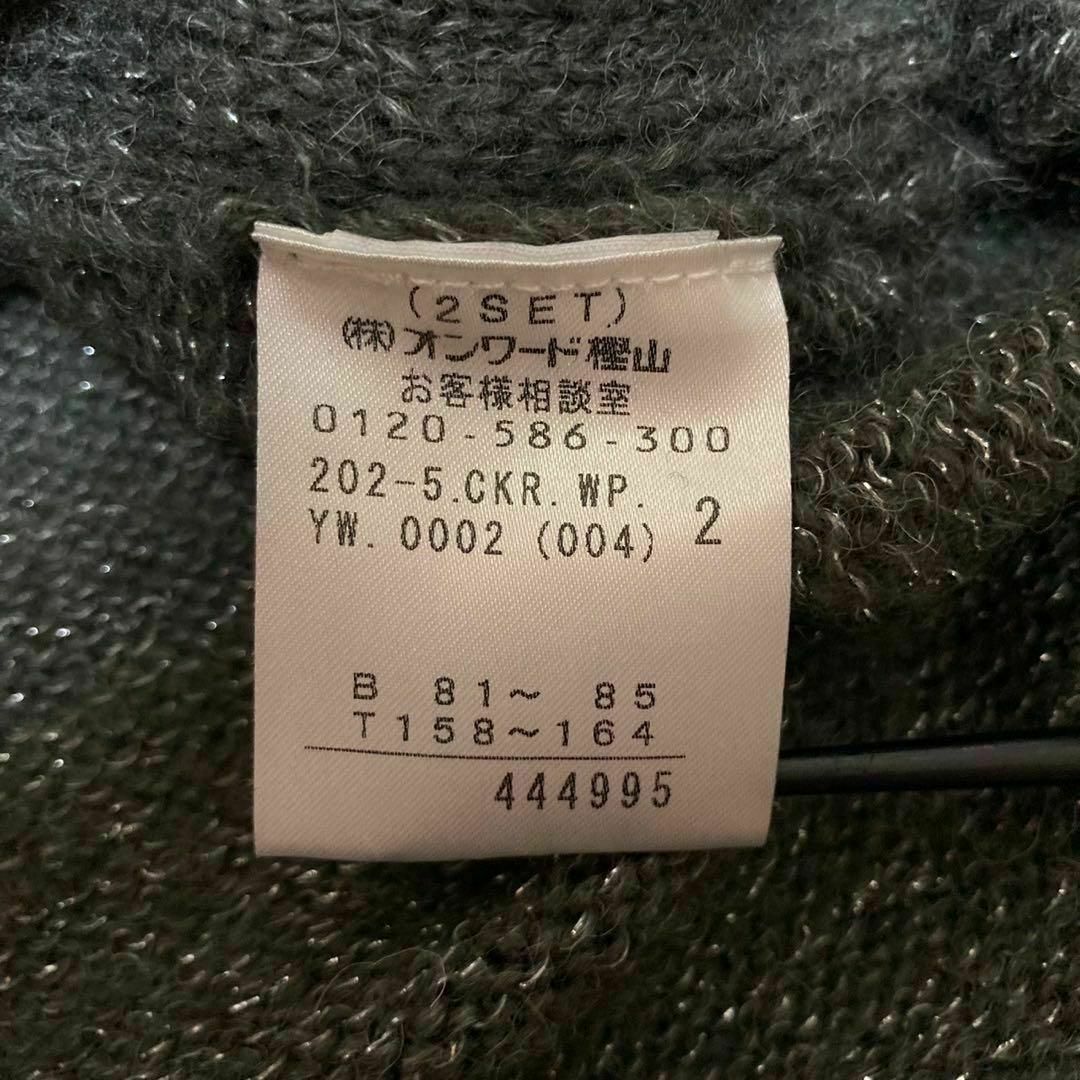 (2SET)
(株)オンワード樫山
お客様相談室
0120-586-300
202-5.CKR.WP.
YW.0002 (004) 2
B 81~ 85
T158~164
444995